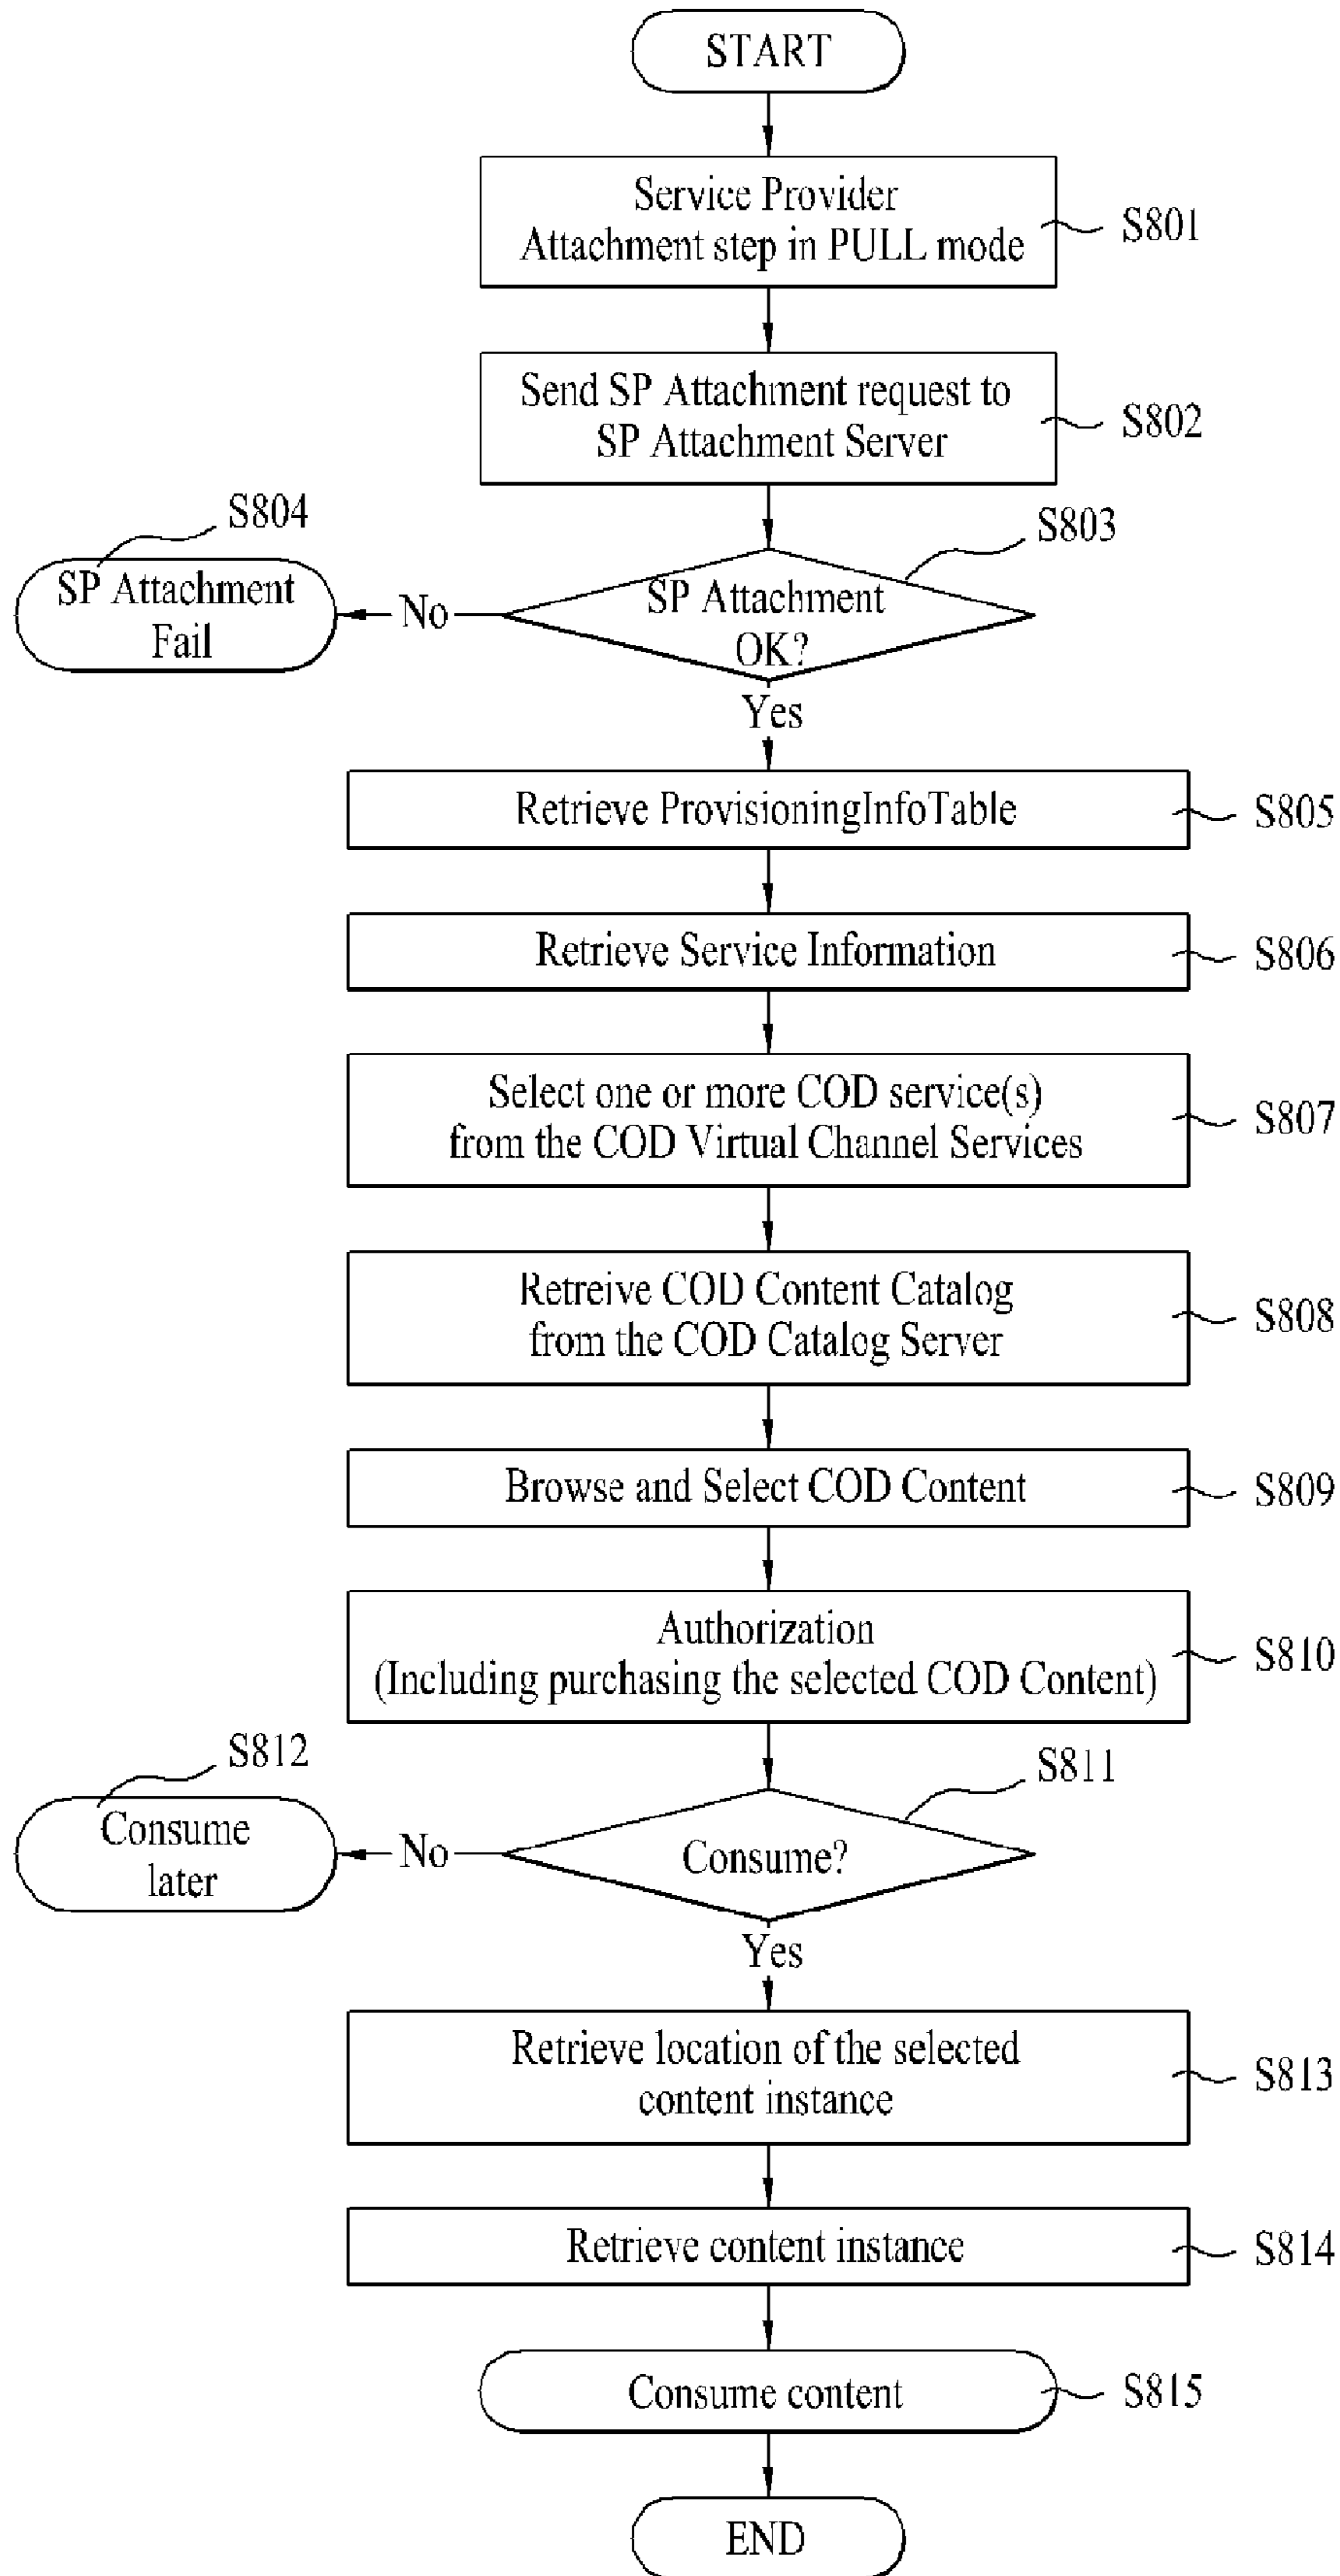 START
Service Provider
Attachment step in PULL mode
S801
Send SP Attachment request to
SP Attachment Server
S802
S804
SP Attachment
Fail
No
S803
SP Attachment
OK?
Yes
Retrieve ProvisioningInfoTable
S805
Retrieve Service Information
S806
Select one or more COD service(s)
from the COD Virtual Channel Services
S807
Retreive COD Content Catalog
from the COD Catalog Server
S808
Browse and Select COD Content
S809
Authorization
(Including purchasing the selected COD Content)
S810
S812
Consume
later
No
S811
Consume?
Yes
Retrieve location of the selected
content instance
S813
Retrieve content instance
S814
Consume content
S815
END